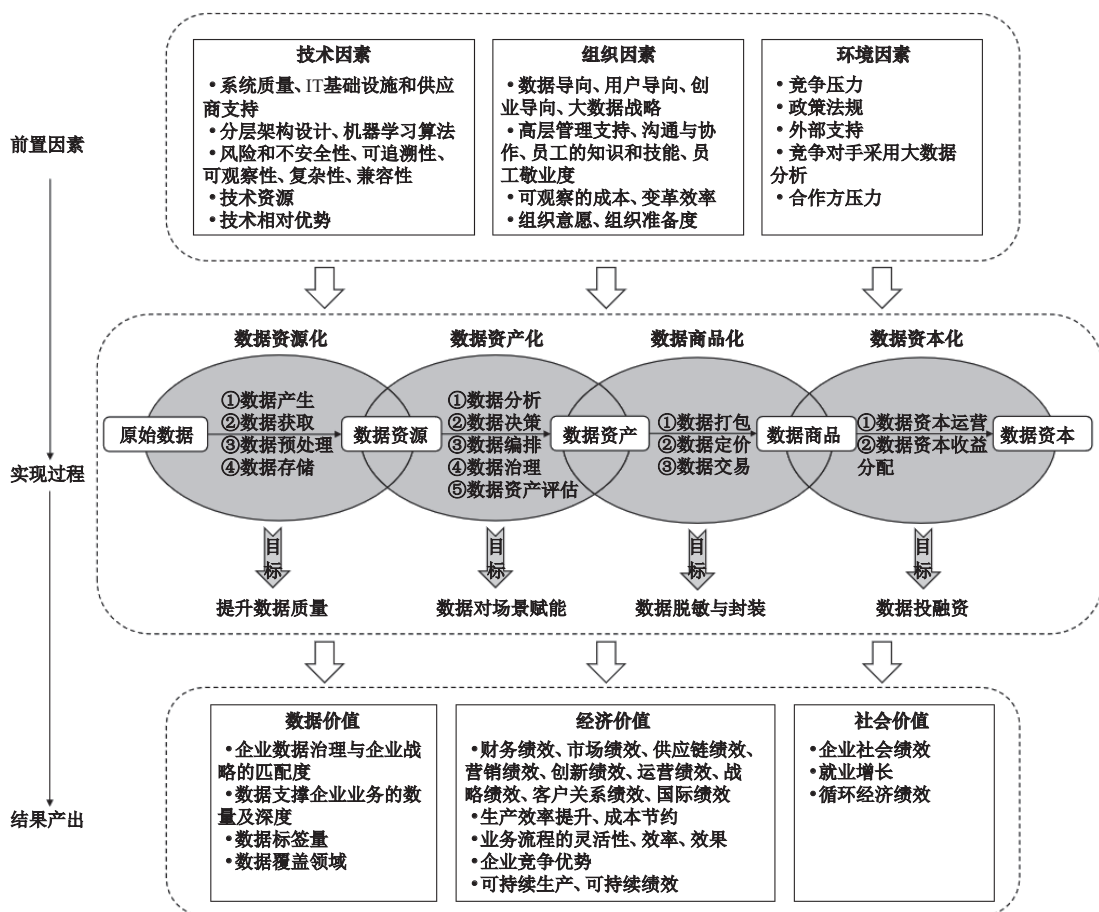 前置因素
技术因素
•系统质量、IT基础设施和供应
商支持
•分层架构设计、机器学习算法
•风险和不安全性、可追溯性、
可观察性、复杂性、兼容性
•技术资源
•技术相对优势
组织因素
•数据导向、用户导向、创
业导向、大数据战略
•高层管理支持、沟通与协
作、员工的知识和技能、员
工敬业度
•可观察的成本、变革效率
•组织意愿、组织准备度
环境因素
•竞争压力
•政策法规
•外部支持
•竞争对手采用大数据
分析
•合作方压力
实现过程
数据资源化
数据资产化
数据商品化
数据资本化
原始数据
①数据产生
②数据获取
③数据预处理
④数据存储
数据资源
①数据分析
②数据决策
③数据编排
④数据治理
⑤数据资产评估
数据资产
①数据打包
②数据定价
③数据交易
数据商品
①数据资本运营
②数据资本收益
分配
数据资本
目标
目标
目标
目标
提升数据质量
数据对场景赋能
数据脱敏与封装
数据投融资
结果产出
数据价值
•企业数据治理与企业战
略的匹配度
•数据支撑企业业务的数
量及深度
•数据标签量
•数据覆盖领域
经济价值
•财务绩效、市场绩效、供应链绩效、
营销绩效、创新绩效、运营绩效、战
略绩效、客户关系绩效、国际绩效
•生产效率提升、成本节约
•业务流程的灵活性、效率、效果
•企业竞争优势
•可持续生产、可持续绩效
社会价值
•企业社会绩效
•就业增长
•循环经济绩效